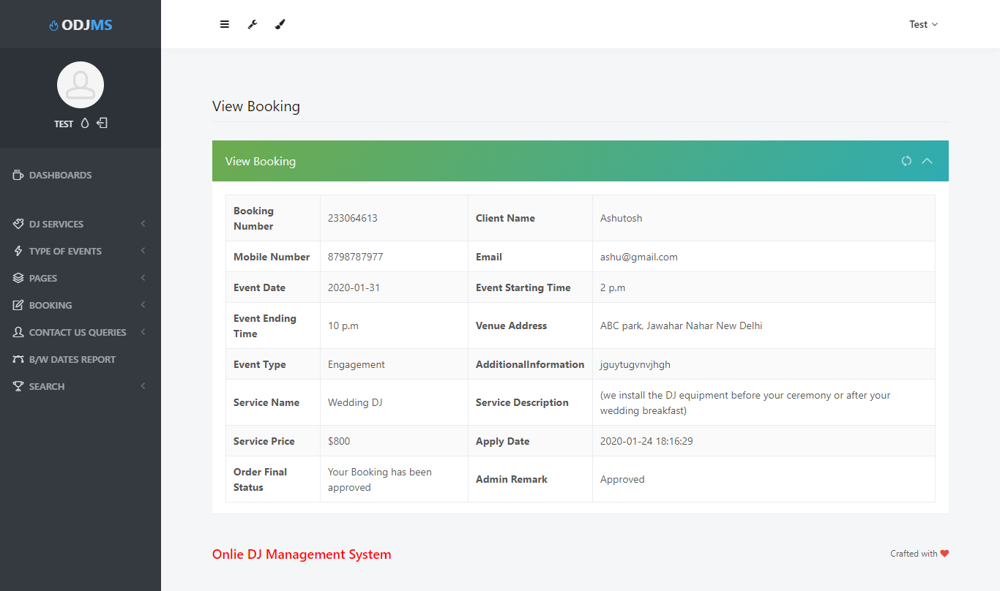 ODJMS
Test
TEST
DASHBOARDS
DJ SERVICES
TYPE OF EVENTS
PAGES
BOOKING
CONTACT US QUERIES
B/W DATES REPORT
SEARCH
View Booking
View Booking
Booking
Number
233064613
Client Name
Ashutosh
Mobile Number
8798787977
Email
ashu@gmail.com
Event Date
2020-01-31
Event Starting Time
2 p.m
Event Ending
Time
10 p.m
Venue Address
ABC park, Jawahar Nahar New Delhi
Event Type
Engagement
AdditionalInformation
jguytugvnvjhgh
Service Name
Wedding DJ
Service Description
(we install the DJ equipment before your ceremony or after your
wedding breakfast)
Service Price
$800
Apply Date
2020-01-24 18:16:29
Order Final
Status
Your Booking has been
approved
Admin Remark
Approved
Onlie DJ Management System
Crafted with